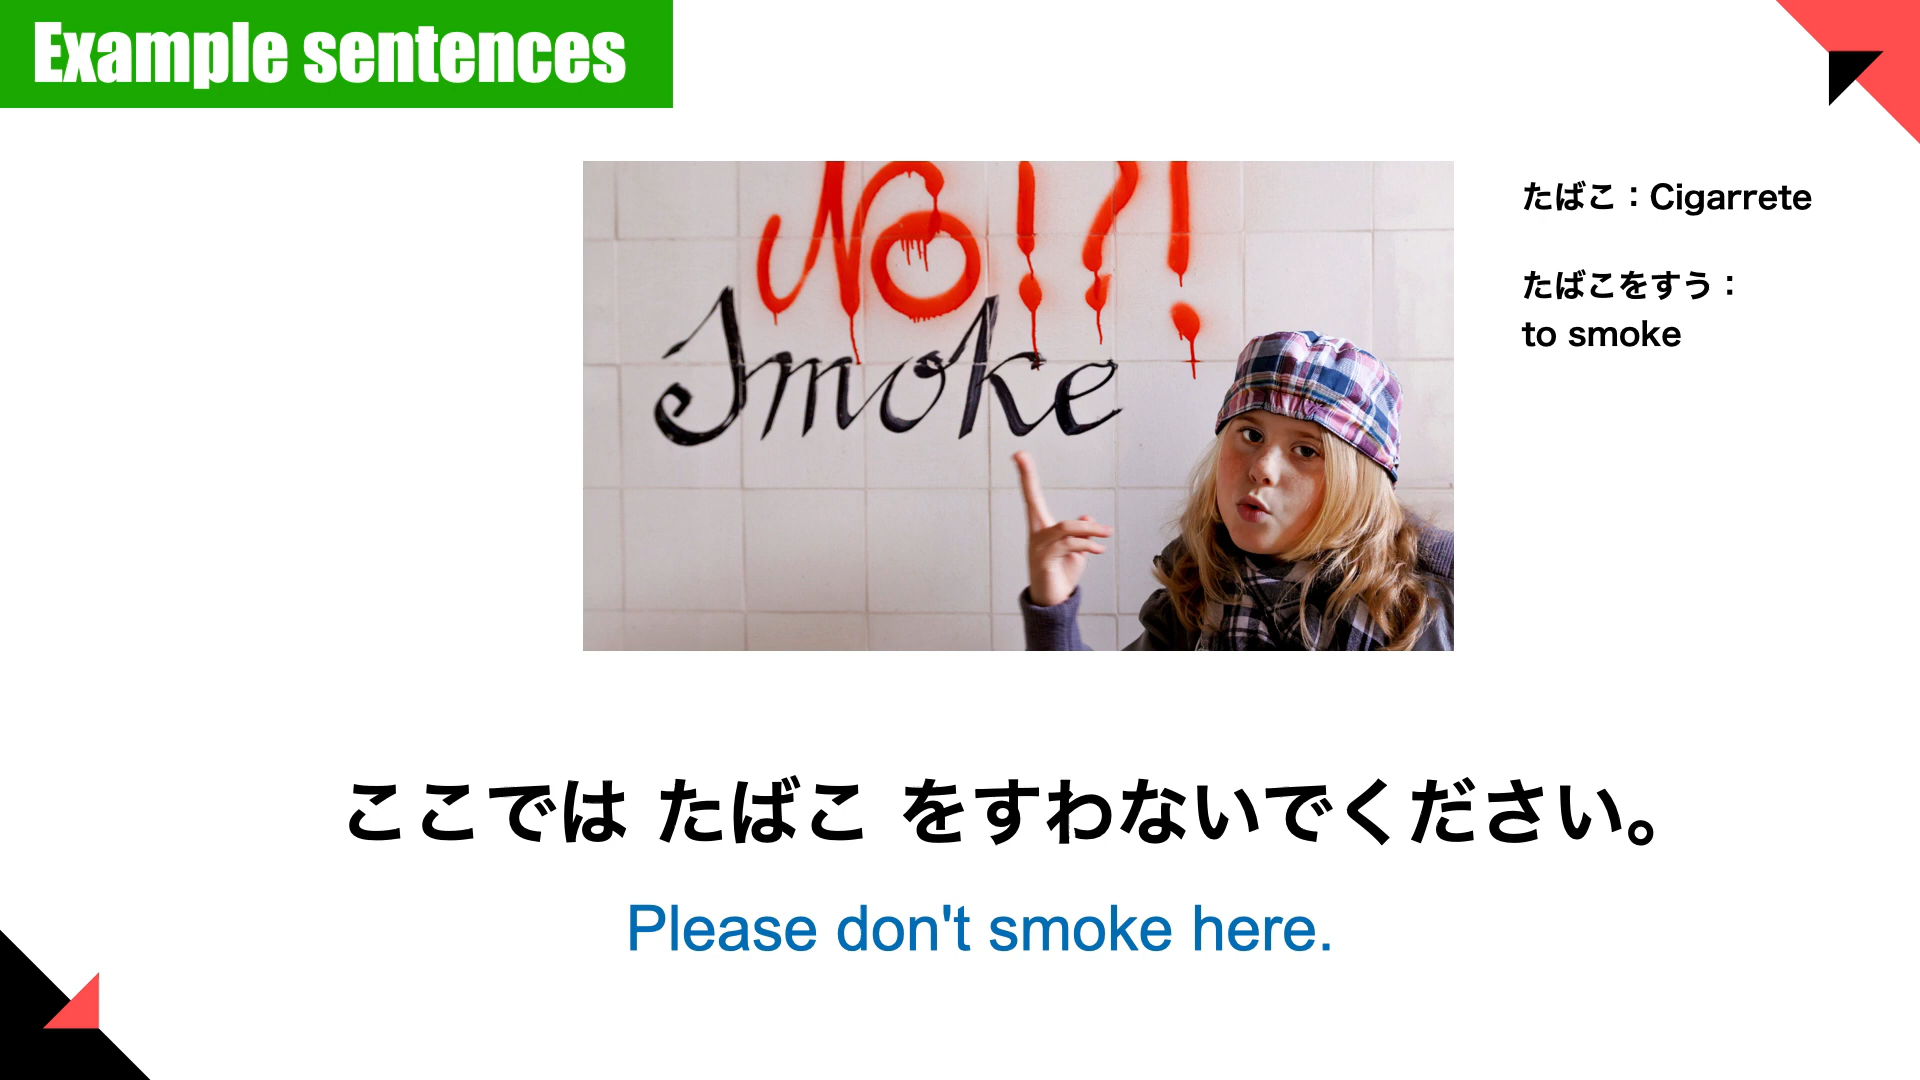 Example sentences
No!?!
Smoke
たばこ：Cigarrete
たばこをすう：
to smoke
ここでは たばこ をすわないでください。
Please don't smoke here.